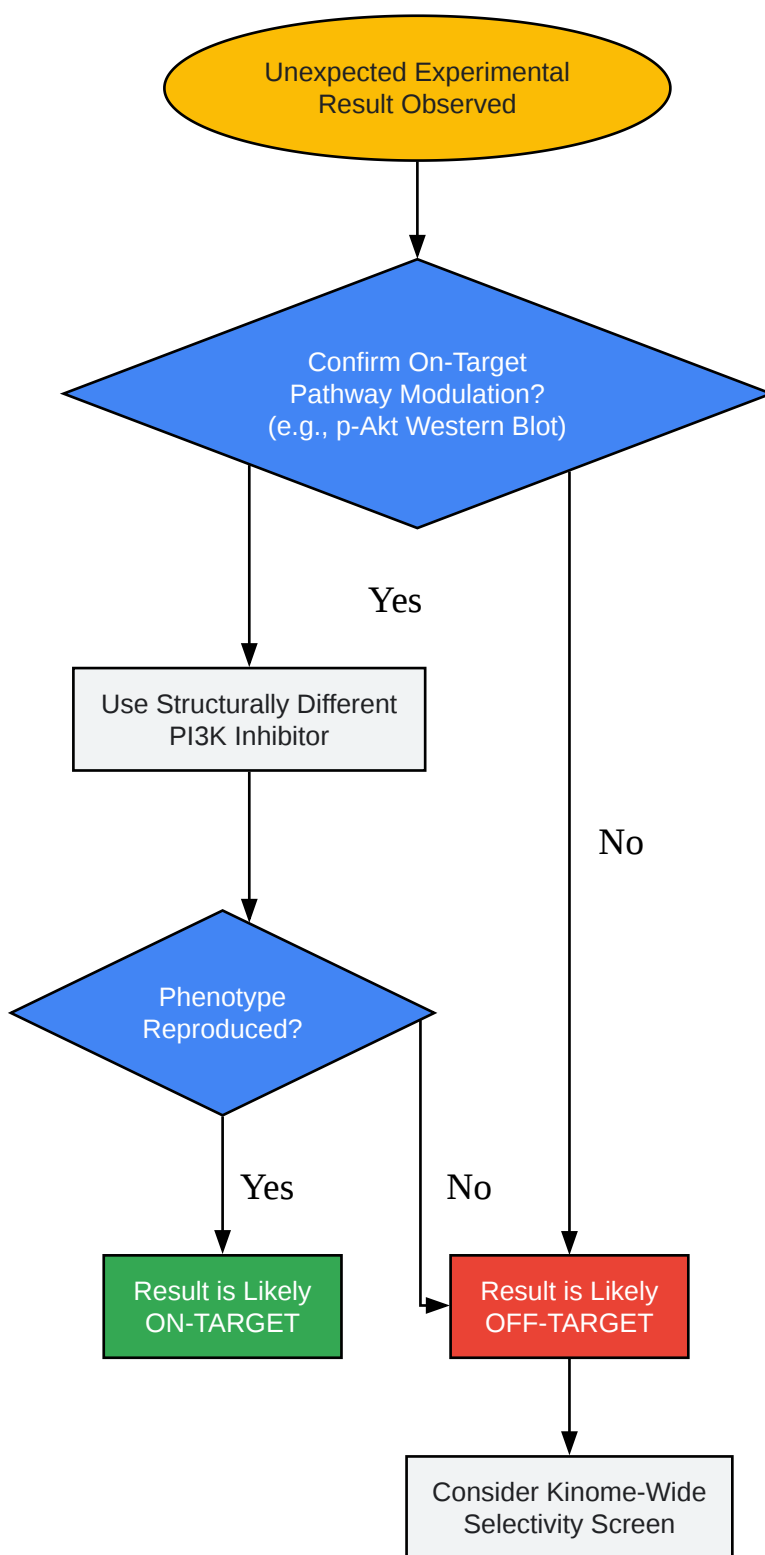 Unexpected Experimental
Result Observed
Confirm On-Target
Pathway Modulation?
(e.g., p-Akt Western Blot)
Yes
Use Structurally Different
PI3K Inhibitor
No
Phenotype
Reproduced?
Yes
No
Result is Likely
ON-TARGET
Result is Likely
OFF-TARGET
Consider Kinome-Wide
Selectivity Screen